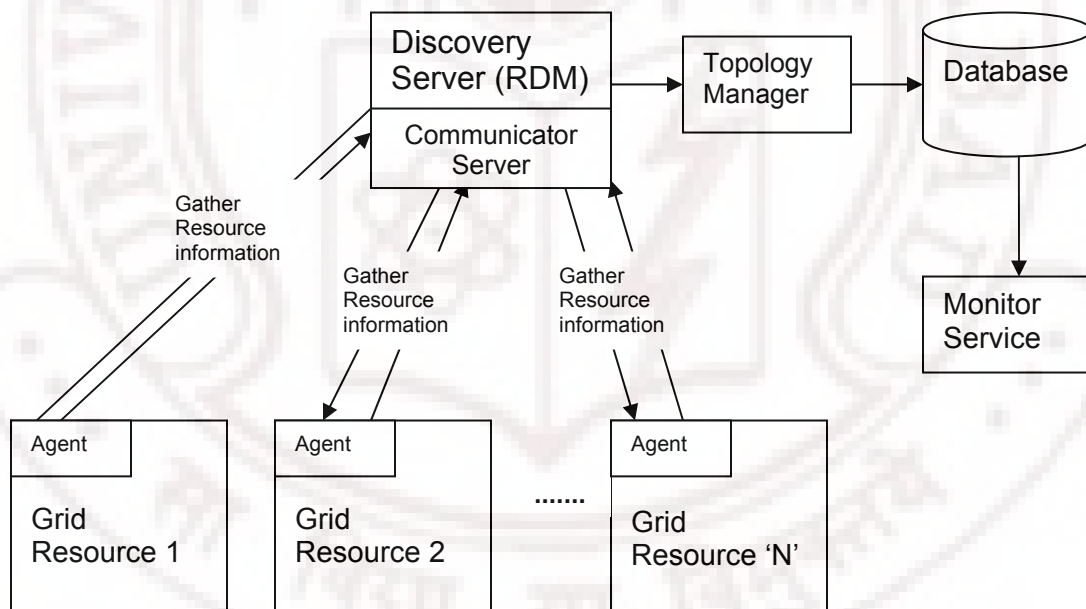 Discovery
Server (RDM)
Communicator
Server
Topology
Manager
Database
Gather
Resource
information
Gather
Resource
information
Gather
Resource
information
Monitor
Service
Agent
Grid
Resource 1
Agent
Grid
Resource 2
.......
Agent
Grid
Resource ‘N’